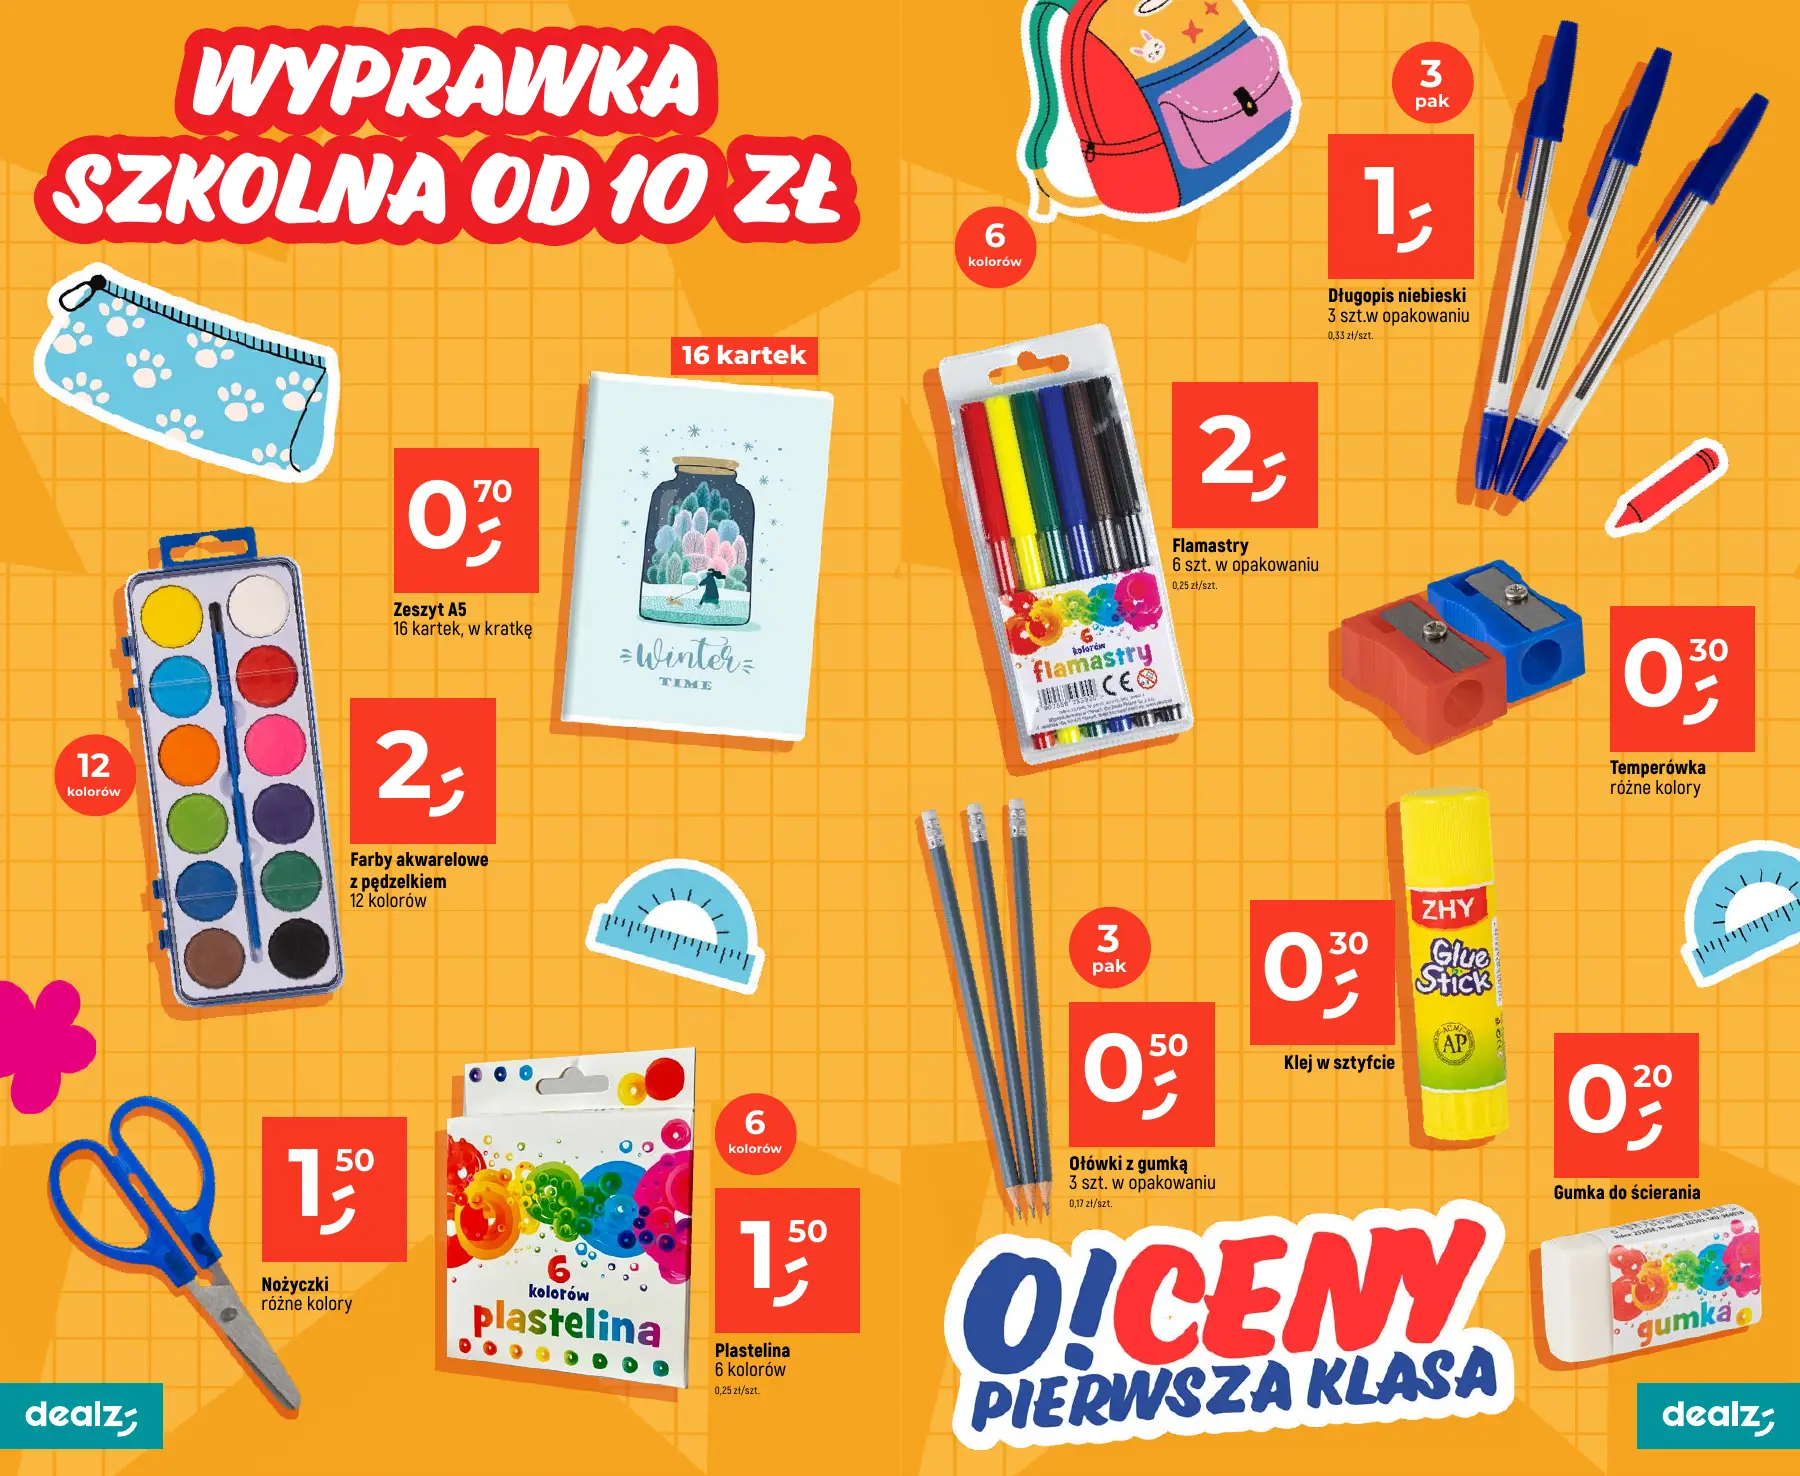 WYPRAWKA
SZKOLNA OD 10 ZŁ
16 kartek
0,70
Zeszyt A5
16 kartek, w kratkę
Winter
TIME
12
kolorów
2,-
Farby akwarelowe
z pędzelkiem
12 kolorów
1,50
Nożyczki
różne kolory
6
kolorów
plastelina
6
kolorów
1,50
Plastelina
6 kolorów
0,25 zł/szt.
dealz
3
pak
1,-
Długopis niebieski
3 szt.w opakowaniu
0,33 zł/szt.
6
kolorów
2,-
Flamastry
6 szt. w opakowaniu
0,25 zł/szt.
6
kolorów
flamastry
CE
0,30
Temperówka
różne kolory
3
pak
0,50
Ołówki z gumką
3 szt. w opakowaniu
0,17 zł/szt.
0,30
Klej w sztyfcie
ZHY
Glue
Stick
AP
0,20
Gumka do ścierania
gumka
O!CENY
PIERWSZA KLASA
dealz